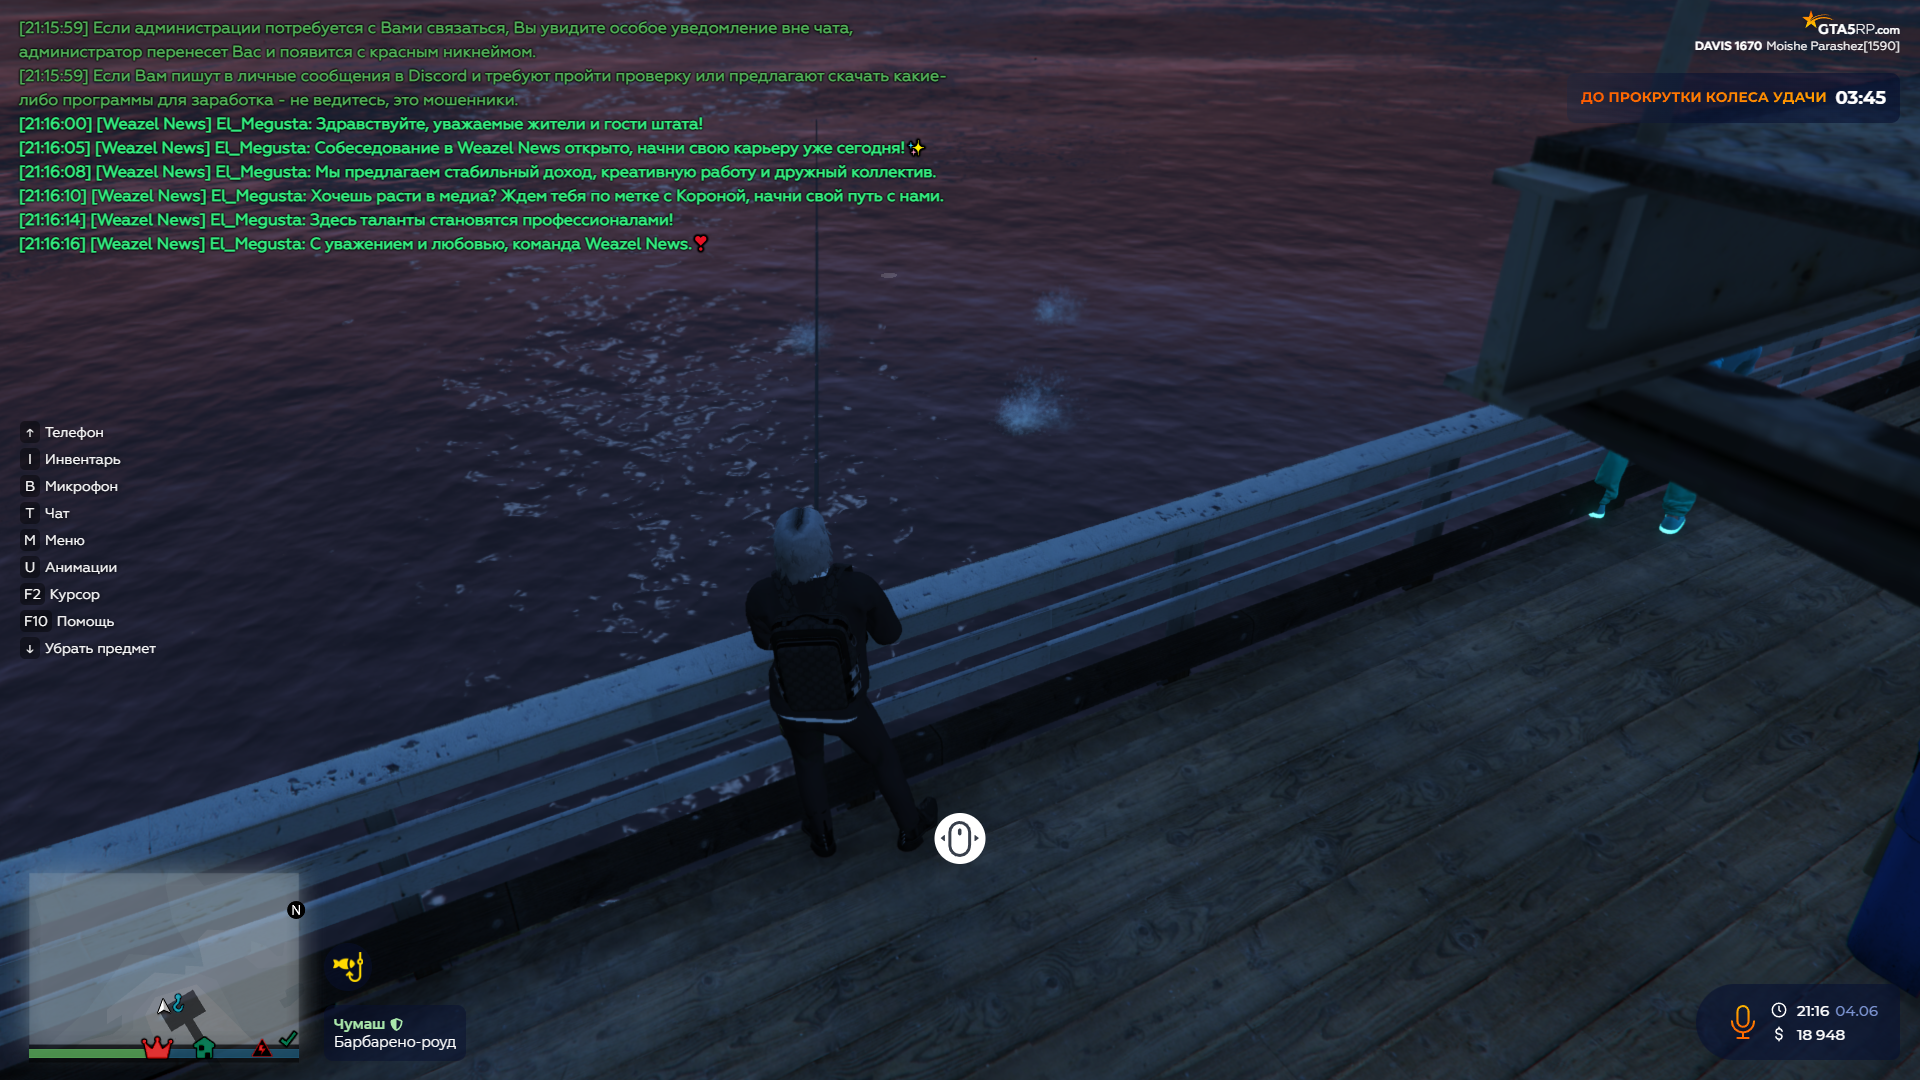 [21:15:59] Если администрации потребуется с Вами связаться, Вы увидите особое уведомление вне чата,
администратор перенесет Вас и появится с красным никнеймом.
[21:15:59] Если Вам пишут в личные сообщения в Discord и требуют пройти проверку или предлагают скачать какие-
либо программы для заработка - не ведитесь, это мошенники.
[21:16:00] [Weazel News] El_Megusta: Здравствуйте, уважаемые жители и гости штата!
[21:16:05] [Weazel News] El_Megusta: Собеседование в Weazel News открыто, начни свою карьеру уже сегодня!✨
[21:16:08] [Weazel News] El_Megusta: Мы предлагаем стабильный доход, креативную работу и дружный коллектив.
[21:16:10] [Weazel News] El_Megusta: Хочешь расти в медиа? Ждем тебя по метке с Короной, начни свой путь с нами.
[21:16:14] [Weazel News] El_Megusta: Здесь таланты становятся профессионалами!
[21:16:16] [Weazel News] El_Megusta: С уважением и любовью, команда Weazel News.❣
GTA5RP.com
DAVIS 1670 Moishe Parashez[1590]
ДО ПРОКРУТКИ КОЛЕСА УДАЧИ 03:45
↑ Телефон
I Инвентарь
B Микрофон
T Чат
M Меню
U Анимации
F2 Курсор
F10 Помощь
↓ Убрать предмет
N
Чумаш
Барбарено-роуд
21:16 04.06
$ 18 948